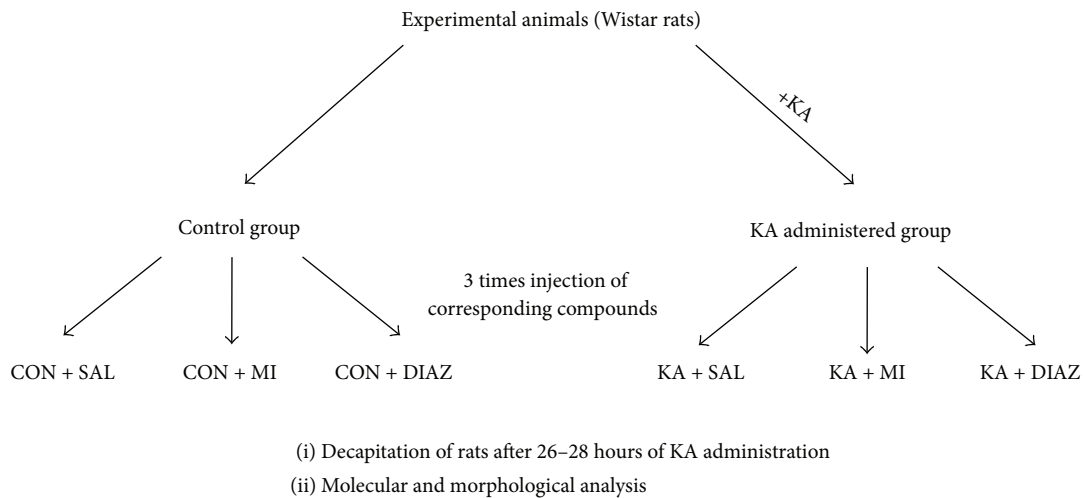 Experimental animals (Wistar rats)
+KA
Control group
KA administered group
3 times injection of
corresponding compounds
CON + SAL
CON + MI
CON + DIAZ
KA + SAL
KA + MI
KA + DIAZ
(i) Decapitation of rats after 26–28 hours of KA administration
(ii) Molecular and morphological analysis